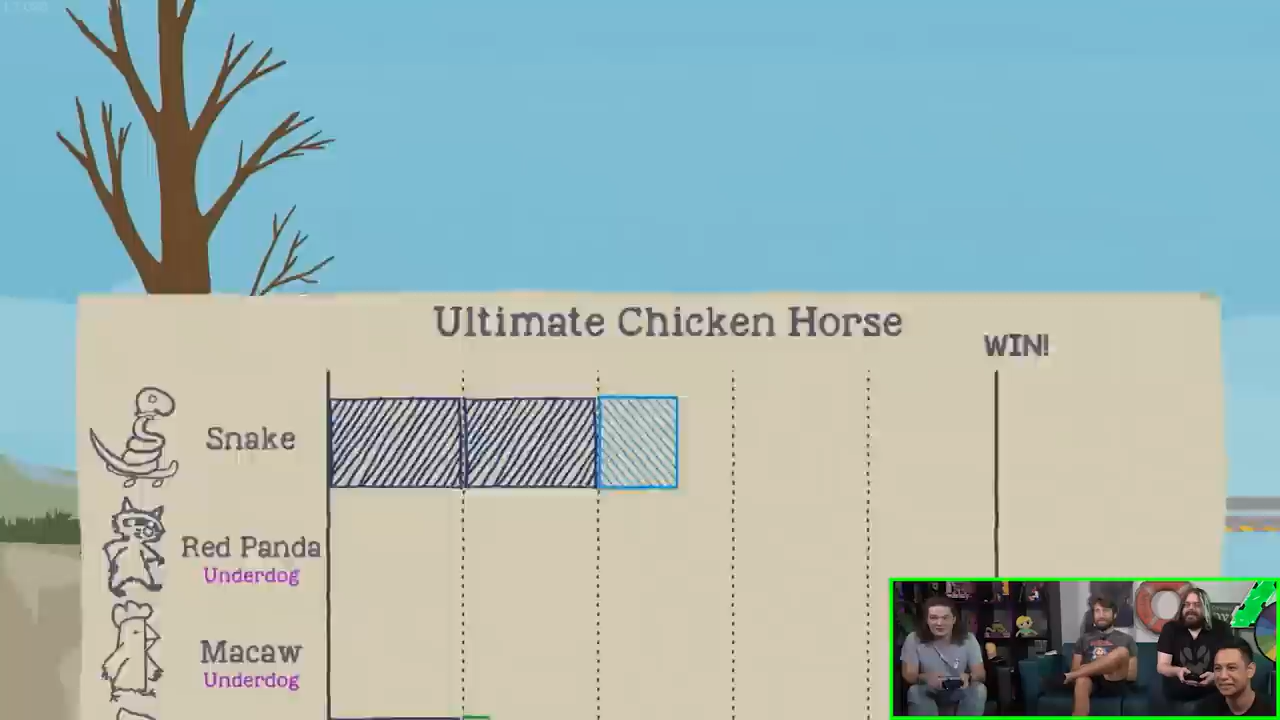 Ultimate Chicken Horse
WIN!
Snake
Red Panda
Underdog
Macaw
Underdog